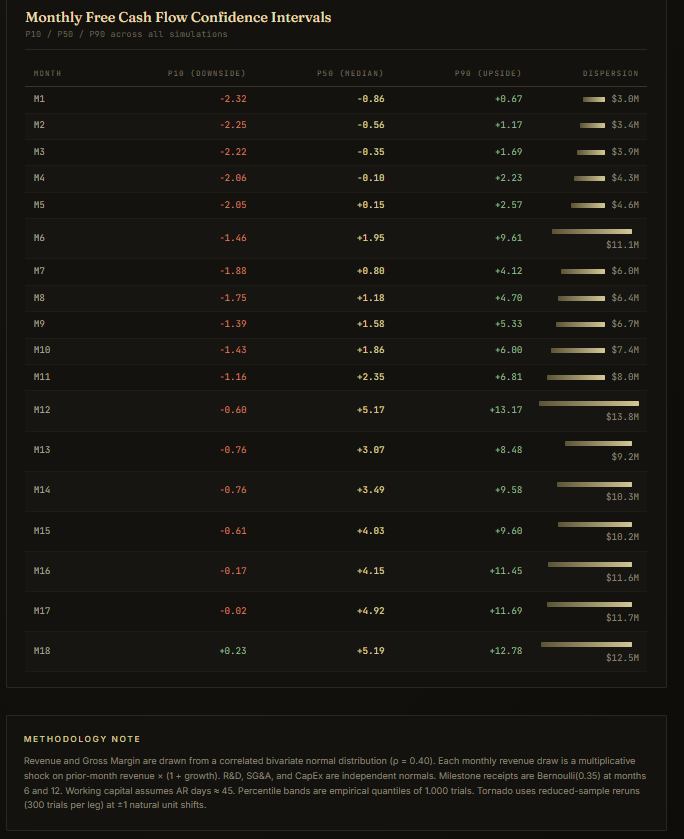 Monthly Free Cash Flow Confidence Intervals
P10 / P50 / P90 across all simulations
MONTH P10 (DOWNSIDE) P50 (MEDIAN) P90 (UPSIDE) DISPERSION
M1 -2.32 -0.86 +0.67 $3.0M
M2 -2.25 -0.56 +1.17 $3.4M
M3 -2.22 -0.35 +1.69 $3.9M
M4 -2.06 -0.10 +2.23 $4.3M
M5 -2.05 +0.15 +2.57 $4.6M
M6 -1.46 +1.95 +9.61 $11.1M
M7 -1.88 +0.80 +4.12 $6.0M
M8 -1.75 +1.18 +4.70 $6.4M
M9 -1.39 +1.58 +5.33 $6.7M
M10 -1.43 +1.86 +6.00 $7.4M
M11 -1.16 +2.35 +6.81 $8.0M
M12 -0.60 +5.17 +13.17 $13.8M
M13 -0.76 +3.07 +8.48 $9.2M
M14 -0.76 +3.49 +9.58 $10.3M
M15 -0.61 +4.03 +9.60 $10.2M
M16 -0.17 +4.15 +11.45 $11.6M
M17 -0.02 +4.92 +11.69 $11.7M
M18 +0.23 +5.19 +12.78 $12.5M
METHODOLOGY NOTE
Revenue and Gross Margin are drawn from a correlated bivariate normal distribution (ρ = 0.40). Each monthly revenue draw is a multiplicative
shock on prior-month revenue × (1 + growth). R&D, SG&A, and CapEx are independent normals. Milestone receipts are Bernoulli(0.35) at months
6 and 12. Working capital assumes AR days ≈ 45. Percentile bands are empirical quantiles of 1.000 trials. Tornado uses reduced-sample reruns
(300 trials per leg) at ±1 natural unit shifts.